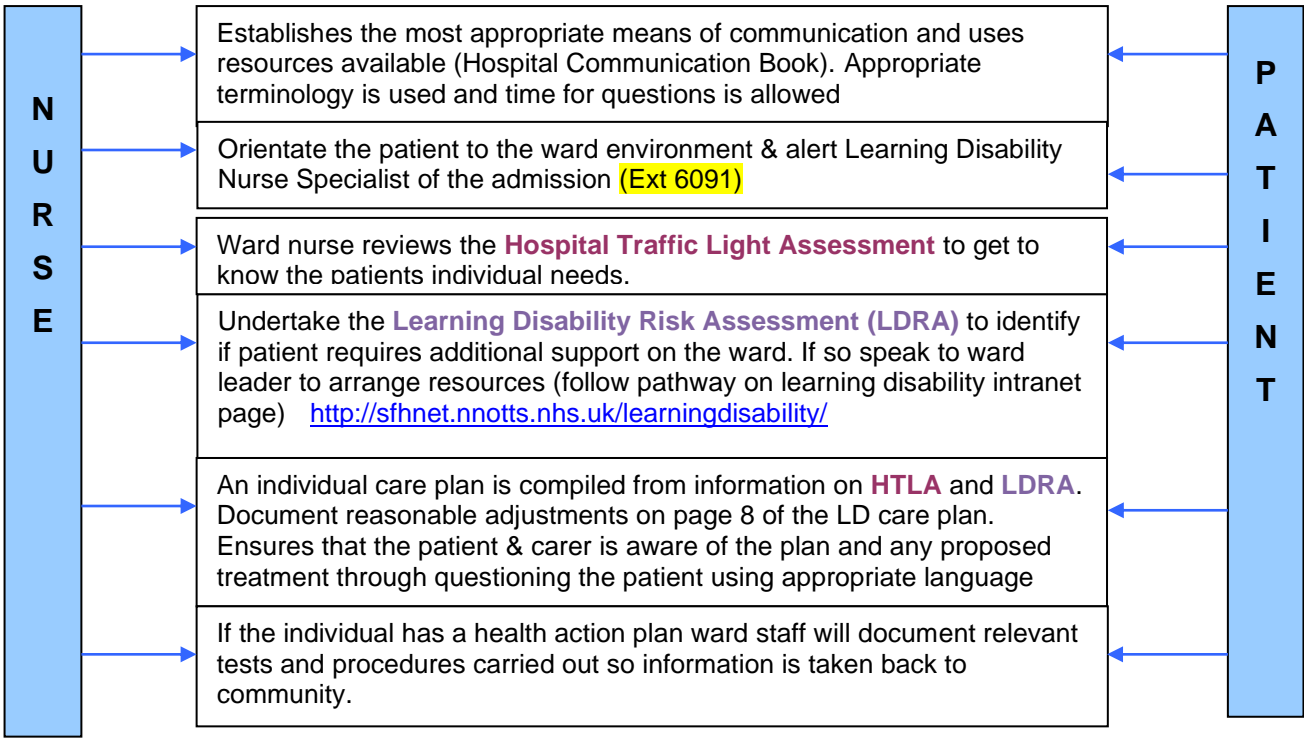 NURSE
Establishes the most appropriate means of communication and uses
resources available (Hospital Communication Book). Appropriate
terminology is used and time for questions is allowed
Orientate the patient to the ward environment & alert Learning Disability
Nurse Specialist of the admission (Ext 6091)
Ward nurse reviews the Hospital Traffic Light Assessment to get to
know the patients individual needs.
Undertake the Learning Disability Risk Assessment (LDRA) to identify
if patient requires additional support on the ward. If so speak to ward
leader to arrange resources (follow pathway on learning disability intranet
page) http://sfhnet.nnotts.nhs.uk/learningdisability/
An individual care plan is compiled from information on HTLA and LDRA.
Document reasonable adjustments on page 8 of the LD care plan.
Ensures that the patient & carer is aware of the plan and any proposed
treatment through questioning the patient using appropriate language
If the individual has a health action plan ward staff will document relevant
tests and procedures carried out so information is taken back to
community.
PATIENT